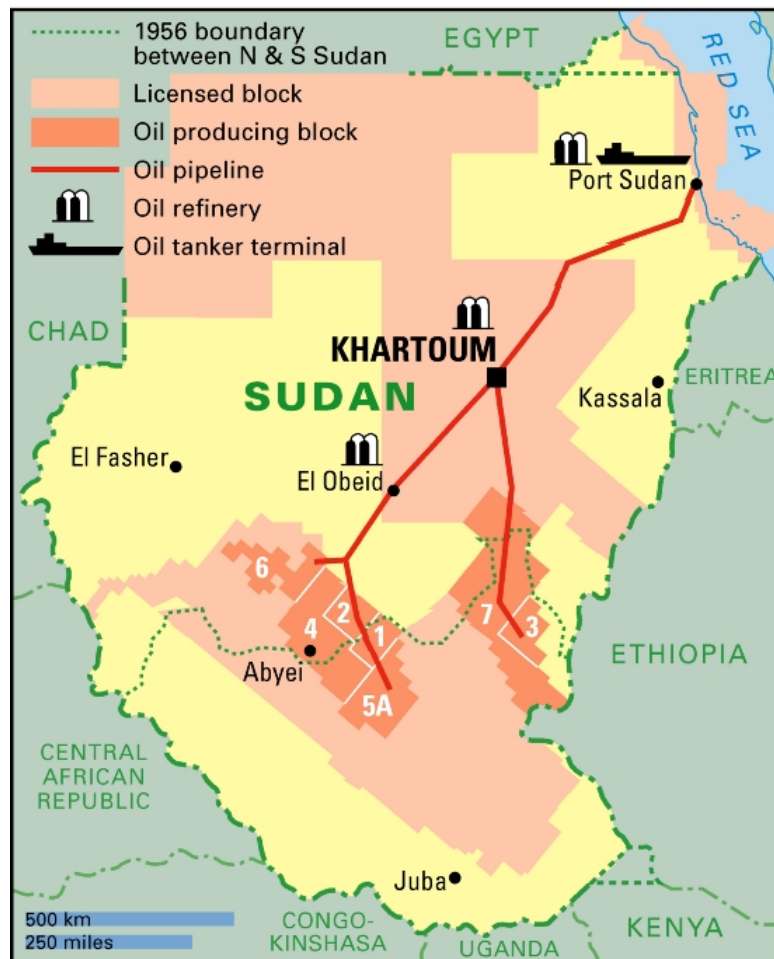 1956 boundary
between N & S Sudan
Licensed block
Oil producing block
Oil pipeline
Oil refinery
Oil tanker terminal
EGYPT
RED SEA
Port Sudan
CHAD
KHARTOUM
SUDAN
Kassala
ERITREA
El Fasher
El Obeid
6
2
7
3
4
1
Abyei
5A
ETHIOPIA
CENTRAL
AFRICAN
REPUBLIC
Juba
500 km
250 miles
CONGO-
KINSHASA
UGANDA
KENYA